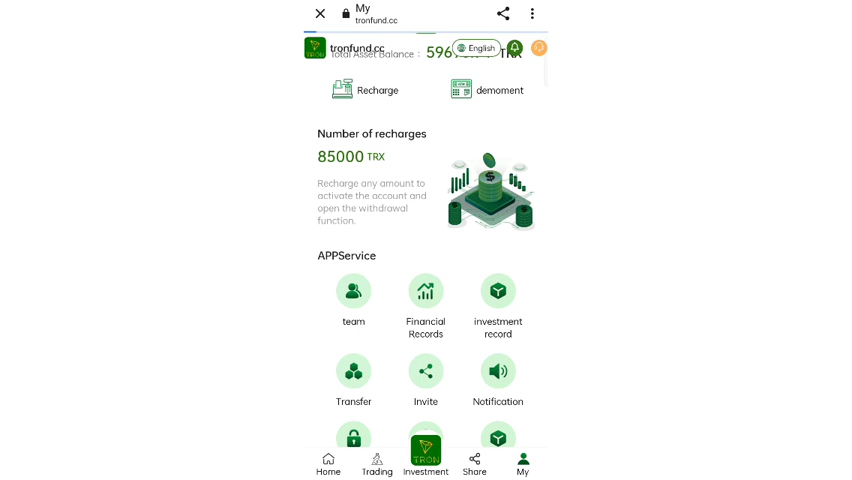 My
tronfund.cc
tronfund.cc
English
Total Asset Balance :
TRX
Recharge
demoment
Number of recharges
85000 TRX
Recharge any amount to
activate the account and
open the withdrawal
function.
APPService
team
Financial
Records
investment
record
Transfer
Invite
Notification
TRON
Home
Trading
Investment
Share
My